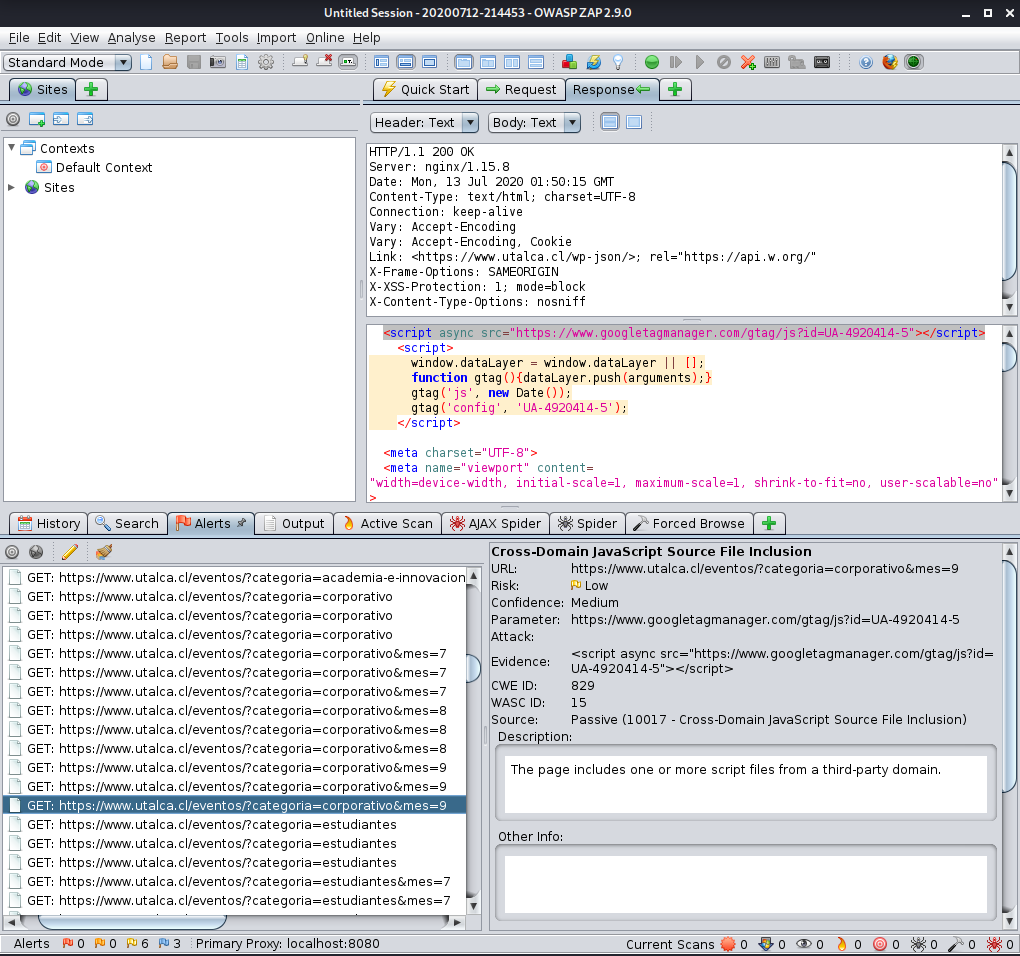 Untitled Session - 20200712-214453 - OWASP ZAP 2.9.0
File Edit View Analyse Report Tools Import Online Help
Standard Mode
Sites
Quick Start Request Response
Header: Text Body: Text
Contexts
Default Context
Sites
HTTP/1.1 200 OK
Server: nginx/1.15.8
Date: Mon, 13 Jul 2020 01:50:15 GMT
Content-Type: text/html; charset=UTF-8
Connection: keep-alive
Vary: Accept-Encoding
Vary: Accept-Encoding, Cookie
Link: <https://www.utalca.cl/wp-json/>; rel="https://api.w.org/"
X-Frame-Options: SAMEORIGIN
X-XSS-Protection: 1; mode=block
X-Content-Type-Options: nosniff
<script async src="https://www.googletagmanager.com/gtag/js?id=UA-4920414-5"></script>
<script>
window.dataLayer = window.dataLayer || [];
function gtag(){dataLayer.push(arguments);}
gtag('js', new Date());
gtag('config', 'UA-4920414-5');
</script>
<meta charset="UTF-8">
<meta name="viewport" content=
"width=device-width, initial-scale=1, maximum-scale=1, shrink-to-fit=no, user-scalable=no"
>
History Search Alerts Output Active Scan AJAX Spider Spider Forced Browse
GET: https://www.utalca.cl/eventos/?categoria=academia-e-innovacion
GET: https://www.utalca.cl/eventos/?categoria=corporativo
GET: https://www.utalca.cl/eventos/?categoria=corporativo
GET: https://www.utalca.cl/eventos/?categoria=corporativo
GET: https://www.utalca.cl/eventos/?categoria=corporativo&mes=7
GET: https://www.utalca.cl/eventos/?categoria=corporativo&mes=7
GET: https://www.utalca.cl/eventos/?categoria=corporativo&mes=7
GET: https://www.utalca.cl/eventos/?categoria=corporativo&mes=8
GET: https://www.utalca.cl/eventos/?categoria=corporativo&mes=8
GET: https://www.utalca.cl/eventos/?categoria=corporativo&mes=8
GET: https://www.utalca.cl/eventos/?categoria=corporativo&mes=9
GET: https://www.utalca.cl/eventos/?categoria=corporativo&mes=9
GET: https://www.utalca.cl/eventos/?categoria=corporativo&mes=9
GET: https://www.utalca.cl/eventos/?categoria=estudiantes
GET: https://www.utalca.cl/eventos/?categoria=estudiantes
GET: https://www.utalca.cl/eventos/?categoria=estudiantes
GET: https://www.utalca.cl/eventos/?categoria=estudiantes&mes=7
GET: https://www.utalca.cl/eventos/?categoria=estudiantes&mes=7
Cross-Domain JavaScript Source File Inclusion
URL: https://www.utalca.cl/eventos/?categoria=corporativo&mes=9
Risk: Low
Confidence: Medium
Parameter: https://www.googletagmanager.com/gtag/js?id=UA-4920414-5
Attack:
Evidence: <script async src="https://www.googletagmanager.com/gtag/js?id=
UA-4920414-5"></script>
CWE ID: 829
WASC ID: 15
Source: Passive (10017 - Cross-Domain JavaScript Source File Inclusion)
Description:
The page includes one or more script files from a third-party domain.
Other Info:
Alerts 0 0 6 3 Primary Proxy: localhost:8080 Current Scans 0 0 0 0 0 0 0 0